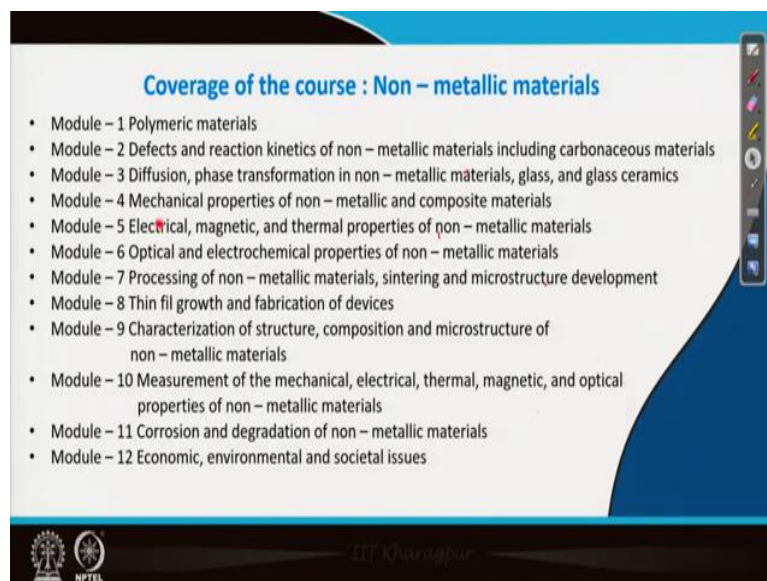 Coverage of the course : Non – metallic materials
• Module – 1 Polymeric materials
• Module – 2 Defects and reaction kinetics of non – metallic materials including carbonaceous materials
• Module – 3 Diffusion, phase transformation in non – metallic materials, glass, and glass ceramics
• Module – 4 Mechanical properties of non – metallic and composite materials
• Module – 5 Electrical, magnetic, and thermal properties of non – metallic materials
• Module – 6 Optical and electrochemical properties of non – metallic materials
• Module – 7 Processing of non – metallic materials, sintering and microstructure development
• Module – 8 Thin fil growth and fabrication of devices
• Module – 9 Characterization of structure, composition and microstructure of
non – metallic materials
• Module – 10 Measurement of the mechanical, electrical, thermal, magnetic, and optical
properties of non – metallic materials
• Module – 11 Corrosion and degradation of non – metallic materials
• Module – 12 Economic, environmental and societal issues
IIT Kharagpur
NPTEL